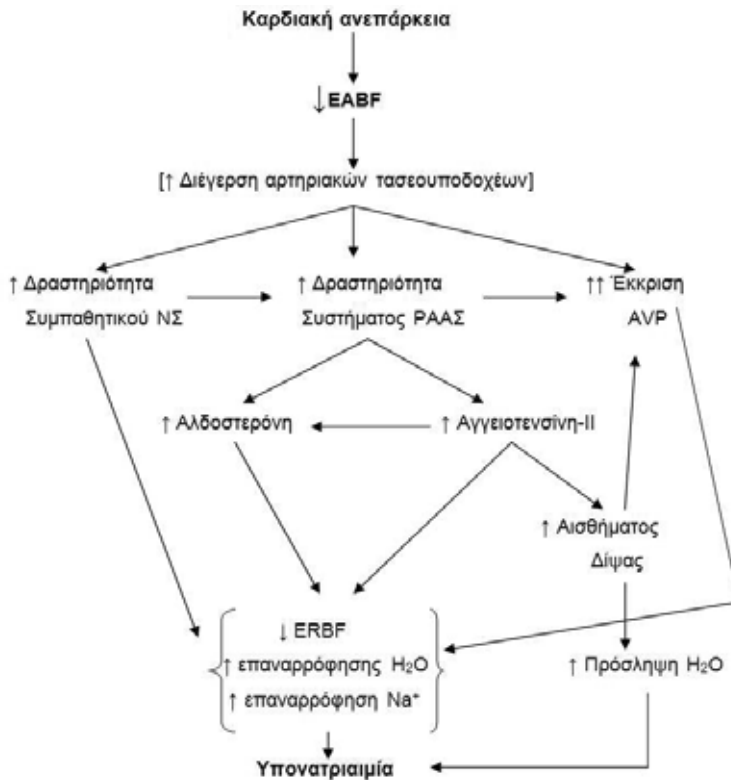 Καρδιακή ανεπάρκεια
↓EABF
[↑ Διέγερση αρτηριακών τασεουποδοχέων]
↑ Δραστηριότητα
Συμπαθητικού ΝΣ
↑ Δραστηριότητα
Συστήματος ΡΑΑΣ
↑↑ Έκκριση
AVP
↑ Αλδοστερόνη
↑ Αγγειοτενσίνη-II
↑ Αισθήματος
Δίψας
↓ ERBF
↑ επαναρρόφησης H₂O
↑ επαναρρόφηση Na⁺
↑ Πρόσληψη H₂O
Υπονατριαιμία